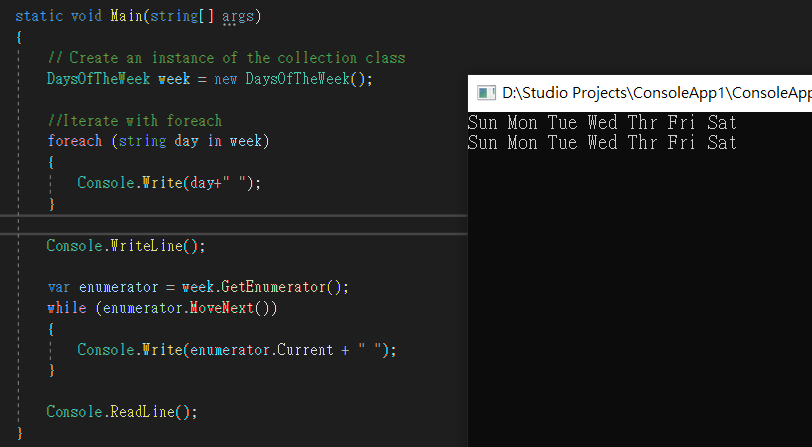 static void Main(string[] args)
{
// Create an instance of the collection class
DaysOfTheWeek week = new DaysOfTheWeek();
//Iterate with foreach
foreach (string day in week)
{
Console.Write(day+" ");
}
Console.WriteLine();
var enumerator = week.GetEnumerator();
while (enumerator.MoveNext())
{
Console.Write(enumerator.Current + " ");
}
Console.ReadLine();
}
D:\Studio Projects\ConsoleApp1\ConsoleApp
Sun Mon Tue Wed Thr Fri Sat
Sun Mon Tue Wed Thr Fri Sat